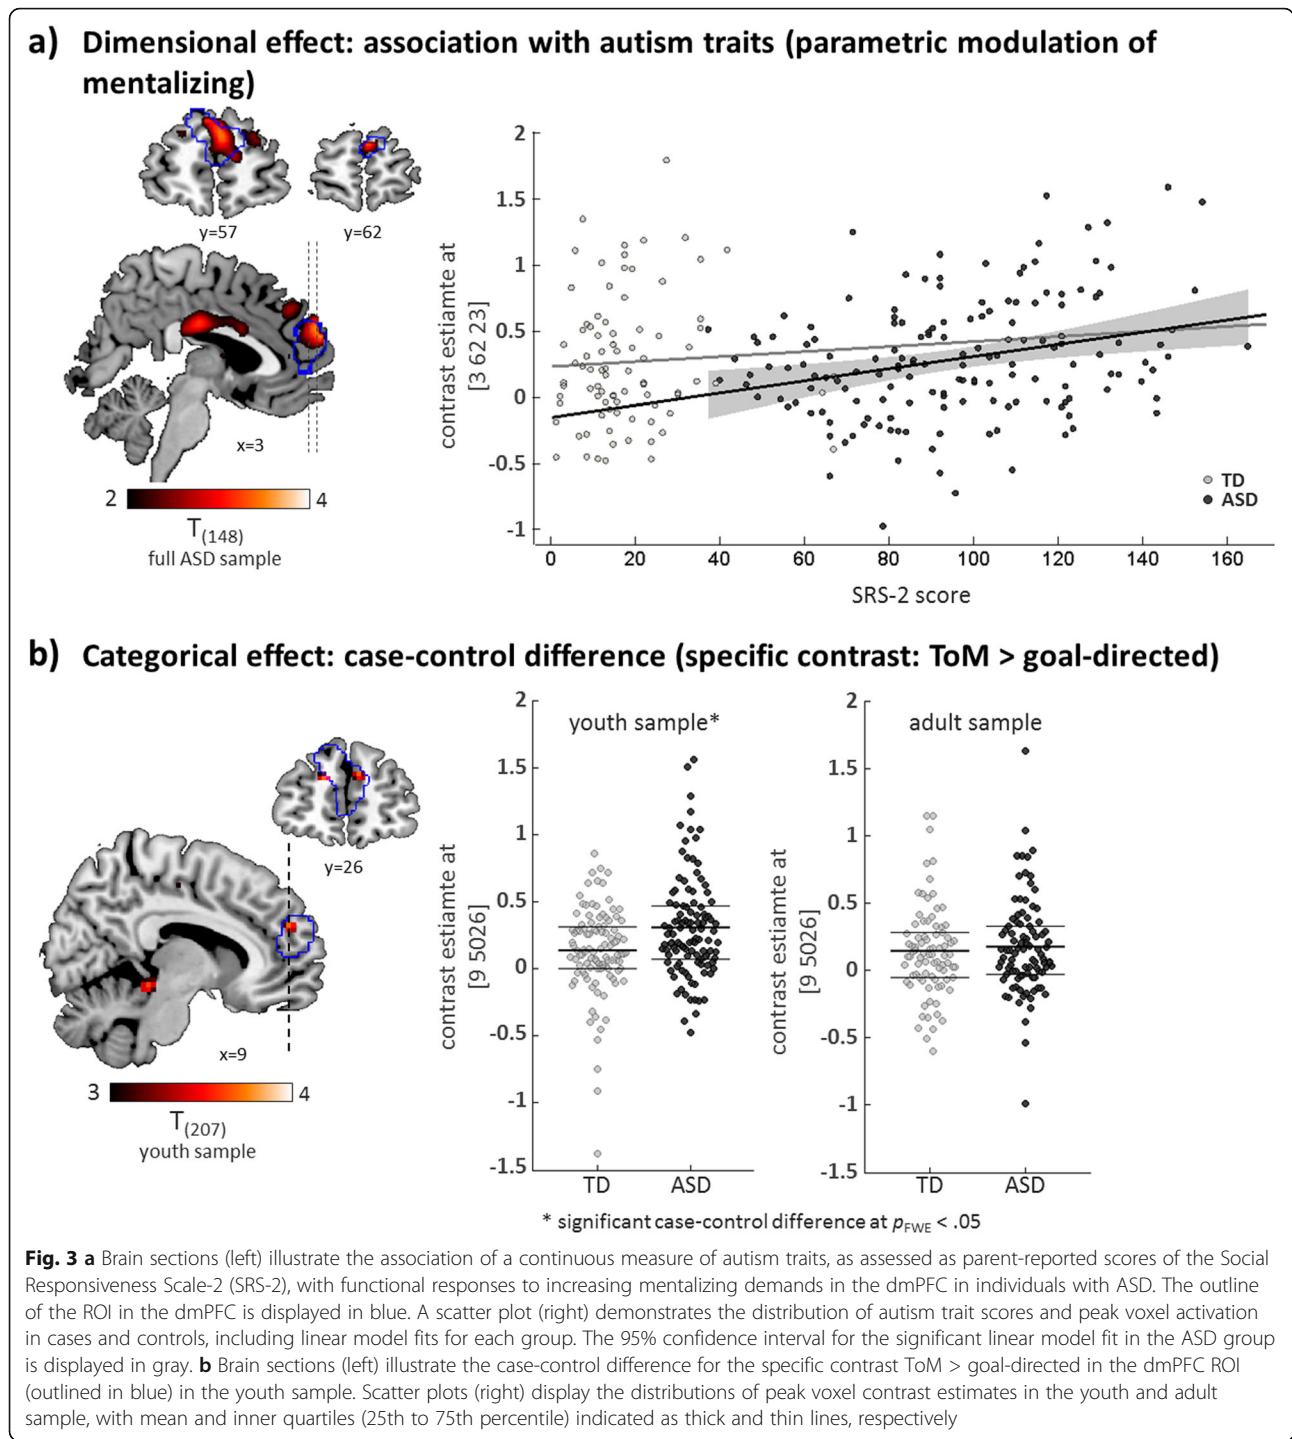 a) Dimensional effect: association with autism traits (parametric modulation of
mentalizing)
y=57
y=62
x=3
2
4
T(148)
full ASD sample
contrast estiamte at
[3 62 23]
2
1.5
1
0.5
0
-0.5
-1
0
20
40
60
80
100
120
140
160
SRS-2 score
TD
ASD
b) Categorical effect: case-control difference (specific contrast: ToM > goal-directed)
y=26
x=9
3
4
T(207)
youth sample
contrast estiamte at
[9 5026]
youth sample*
2
1.5
1
0.5
0
-0.5
-1
-1.5
TD
ASD
contrast estiamte at
[9 5026]
adult sample
2
1.5
1
0.5
0
-0.5
-1
-1.5
TD
ASD
* significant case-control difference at pFWE < .05
Fig. 3 a Brain sections (left) illustrate the association of a continuous measure of autism traits, as assessed as parent-reported scores of the Social
Responsiveness Scale-2 (SRS-2), with functional responses to increasing mentalizing demands in the dmPFC in individuals with ASD. The outline
of the ROI in the dmPFC is displayed in blue. A scatter plot (right) demonstrates the distribution of autism trait scores and peak voxel activation
in cases and controls, including linear model fits for each group. The 95% confidence interval for the significant linear model fit in the ASD group
is displayed in gray. b Brain sections (left) illustrate the case-control difference for the specific contrast ToM > goal-directed in the dmPFC ROI
(outlined in blue) in the youth sample. Scatter plots (right) display the distributions of peak voxel contrast estimates in the youth and adult
sample, with mean and inner quartiles (25th to 75th percentile) indicated as thick and thin lines, respectively